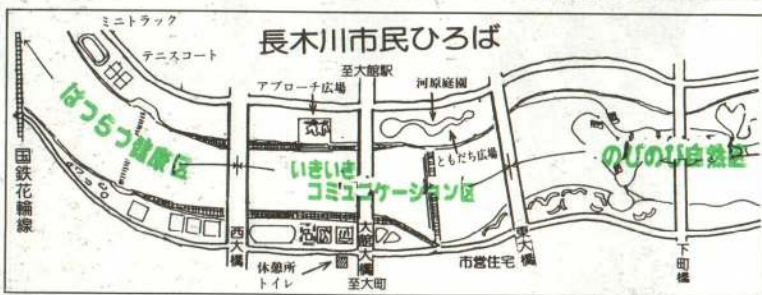 長木川市民ひろば
ミニトラック
テニスコート
アプローチ広場
至大館駅
河原庭園
ともだち広場
はつらつ健康区
いきいき
コミュニケーション区
のびのび自然区
国鉄花輪線
西大橋
休憩所
トイレ
大館大橋
至大町
市営住宅
東大橋
下町橋